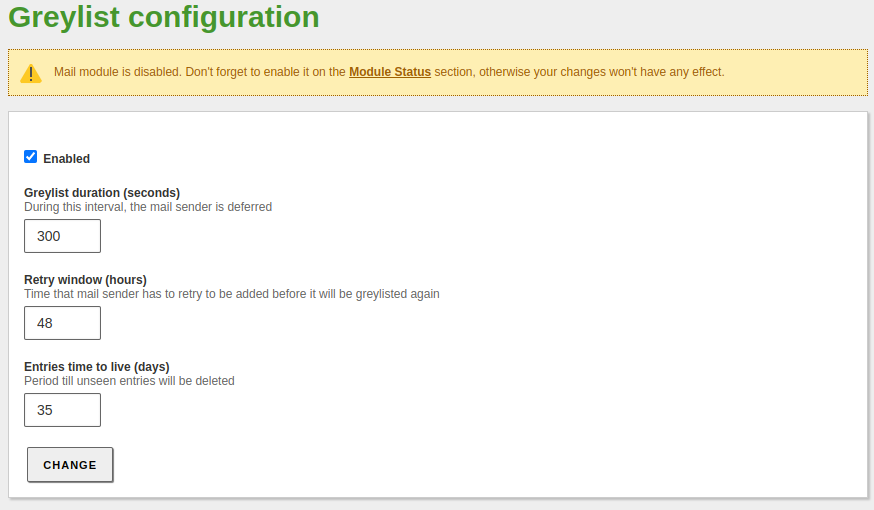 Greylist configuration
Mail module is disabled. Don't forget to enable it on the Module Status section, otherwise your changes won't have any effect.
Enabled
Greylist duration (seconds)
During this interval, the mail sender is deferred
300
Retry window (hours)
Time that mail sender has to retry to be added before it will be greylisted again
48
Entries time to live (days)
Period till unseen entries will be deleted
35
CHANGE